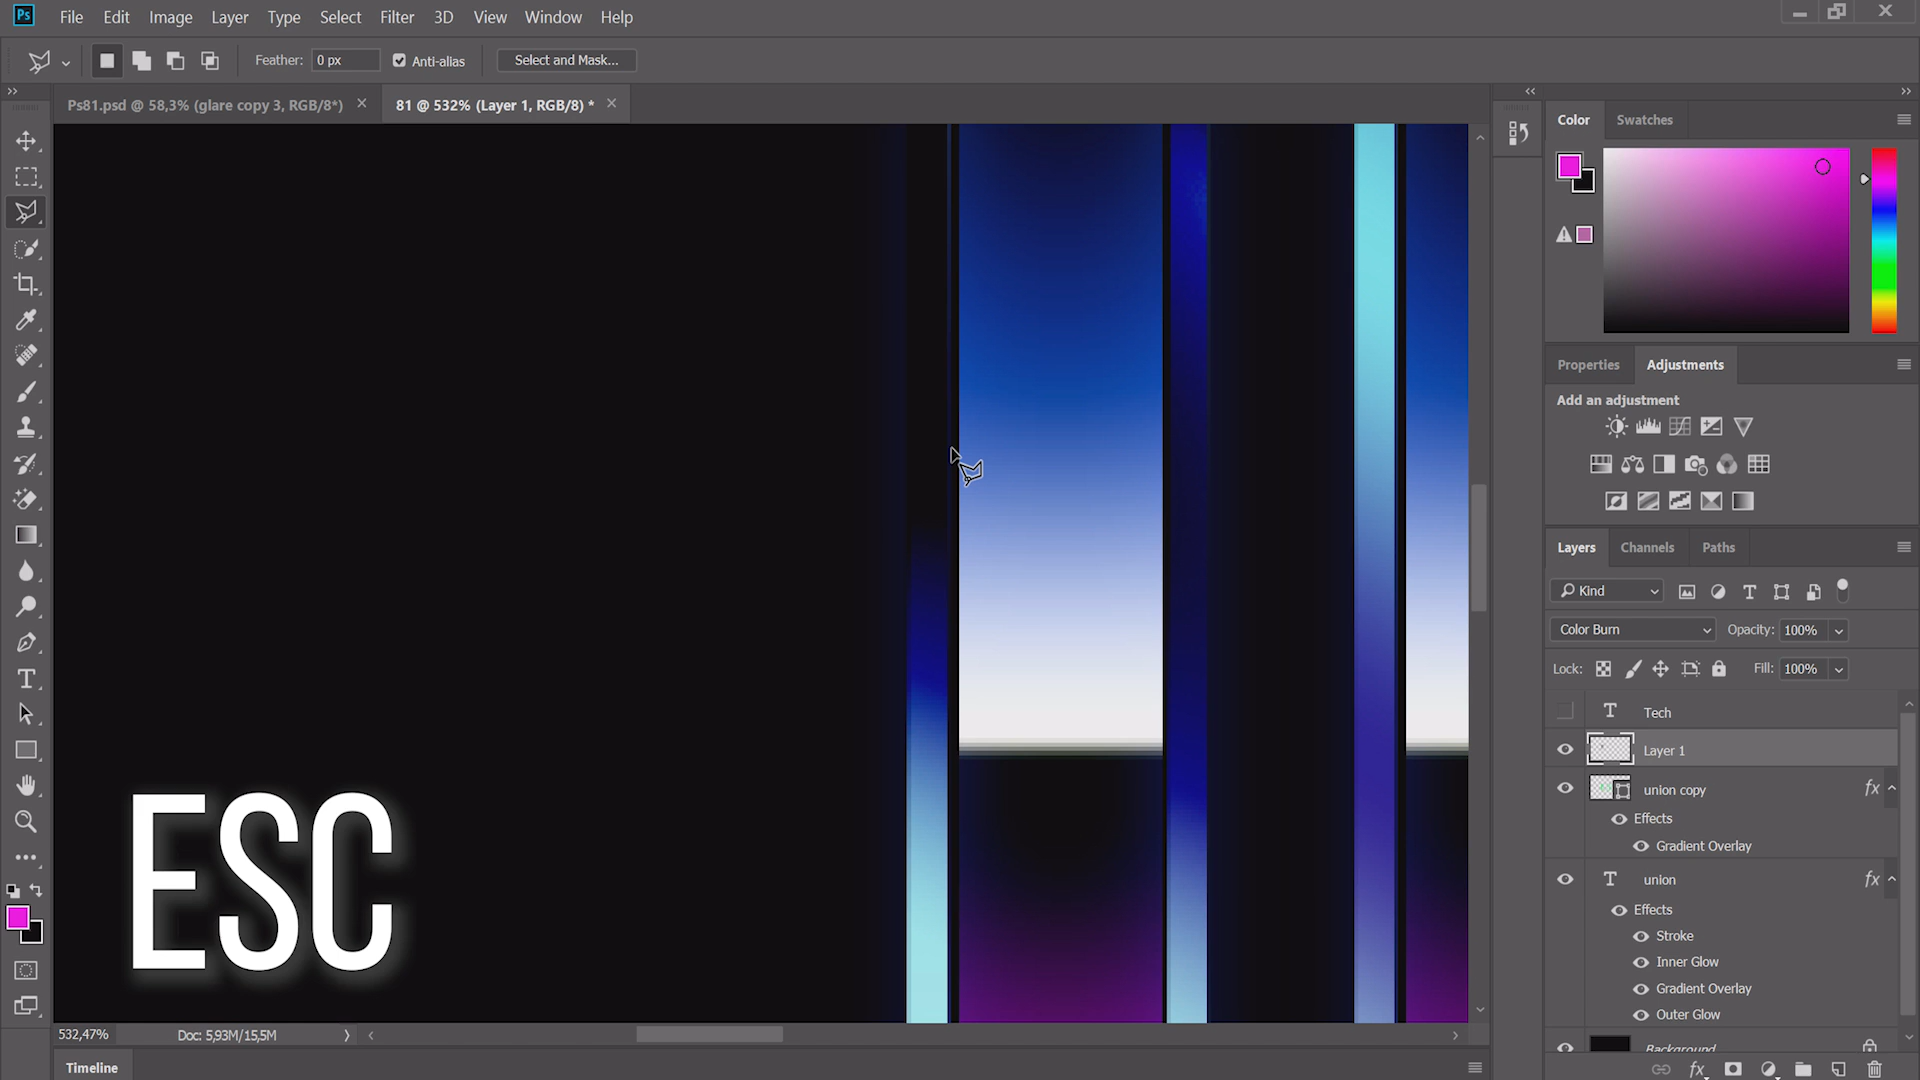 Ps File Edit Image Layer Type Select Filter 3D View Window Help
Feather: 0 px Anti-alias Select and Mask...
Ps81.psd @ 58,3% (glare copy 3, RGB/8*) × 81 @ 532% (Layer 1, RGB/8) * ×
Color Swatches
Properties Adjustments
Add an adjustment
Layers Channels Paths
Kind
Color Burn Opacity: 100%
Lock: Fill: 100%
Tech
Layer 1
union copy fx
Effects
Gradient Overlay
union fx
Effects
Stroke
Inner Glow
Gradient Overlay
Outer Glow
Background
ESC
532,47% Doc: 5,93M/15,5M
Timeline
fx